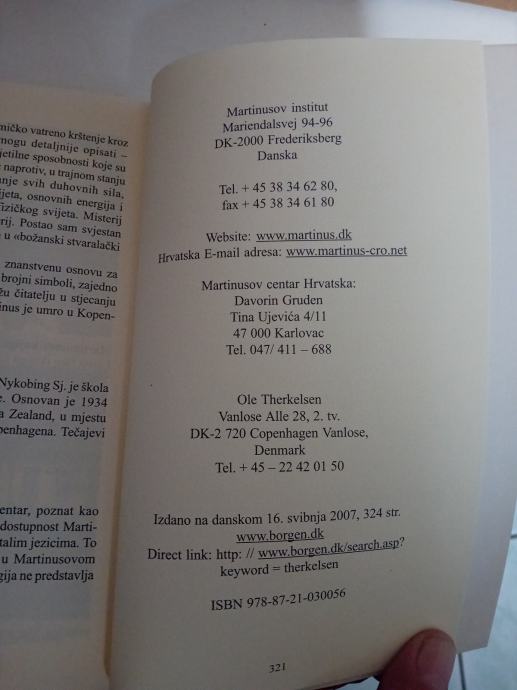 mičko vatreno krštenje kroz
mogu detaljnije opisati –
jetilne sposobnosti koje su
naprotiv, u trajnom stanju
anje svih duhovnih sila,
ijeta, osnovnih energija i
fizičkog svijeta. Misterij
erij. Postao sam svjestan
u «božanski stvaralački
znanstvenu osnovu za
brojni simboli, zajedno
žu čitatelju u stjecanju
inus je umro u Kopen-
Nykobing Sj. je škola
e. Osnovan je 1934
a Zealand, u mjestu
penhagena. Tečajevi
entar, poznat kao
dostupnost Marti-
talim jezicima. To
u Martinusovom
gija ne predstavlja
Martinusov institut
Mariendalsvej 94-96
DK-2000 Frederiksberg
Danska
Tel. + 45 38 34 62 80,
fax + 45 38 34 61 80
Website: www.martinus.dk
Hrvatska E-mail adresa: www.martinus-cro.net
Martinusov centar Hrvatska:
Davorin Gruden
Tina Ujevića 4/11
47 000 Karlovac
Tel. 047/ 411 – 688
Ole Therkelsen
Vanlose Alle 28, 2. tv.
DK-2 720 Copenhagen Vanlose,
Denmark
Tel. + 45 – 22 42 01 50
Izdano na danskom 16. svibnja 2007, 324 str.
www.borgen.dk
Direct link: http: // www.borgen.dk/search.asp?
keyword = therkelsen
ISBN 978-87-21-030056
321